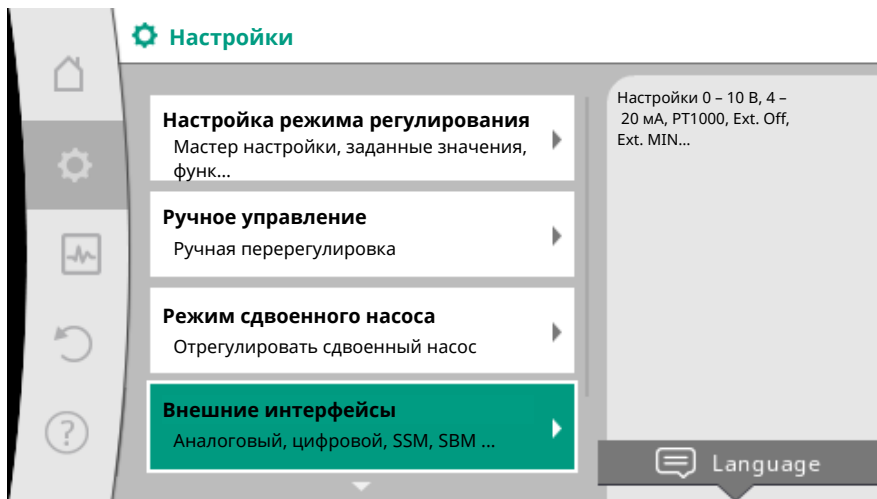 Настройки
Настройка режима регулирования
Мастер настройки, заданные значения,
функ...
Ручное управление
Ручная перерегулировка
Режим сдвоенного насоса
Отрегулировать сдвоенный насос
Внешние интерфейсы
Аналоговый, цифровой, SSM, SBM ...
Настройки 0 – 10 В, 4 –
20 мА, PT1000, Ext. Off,
Ext. MIN...
Language